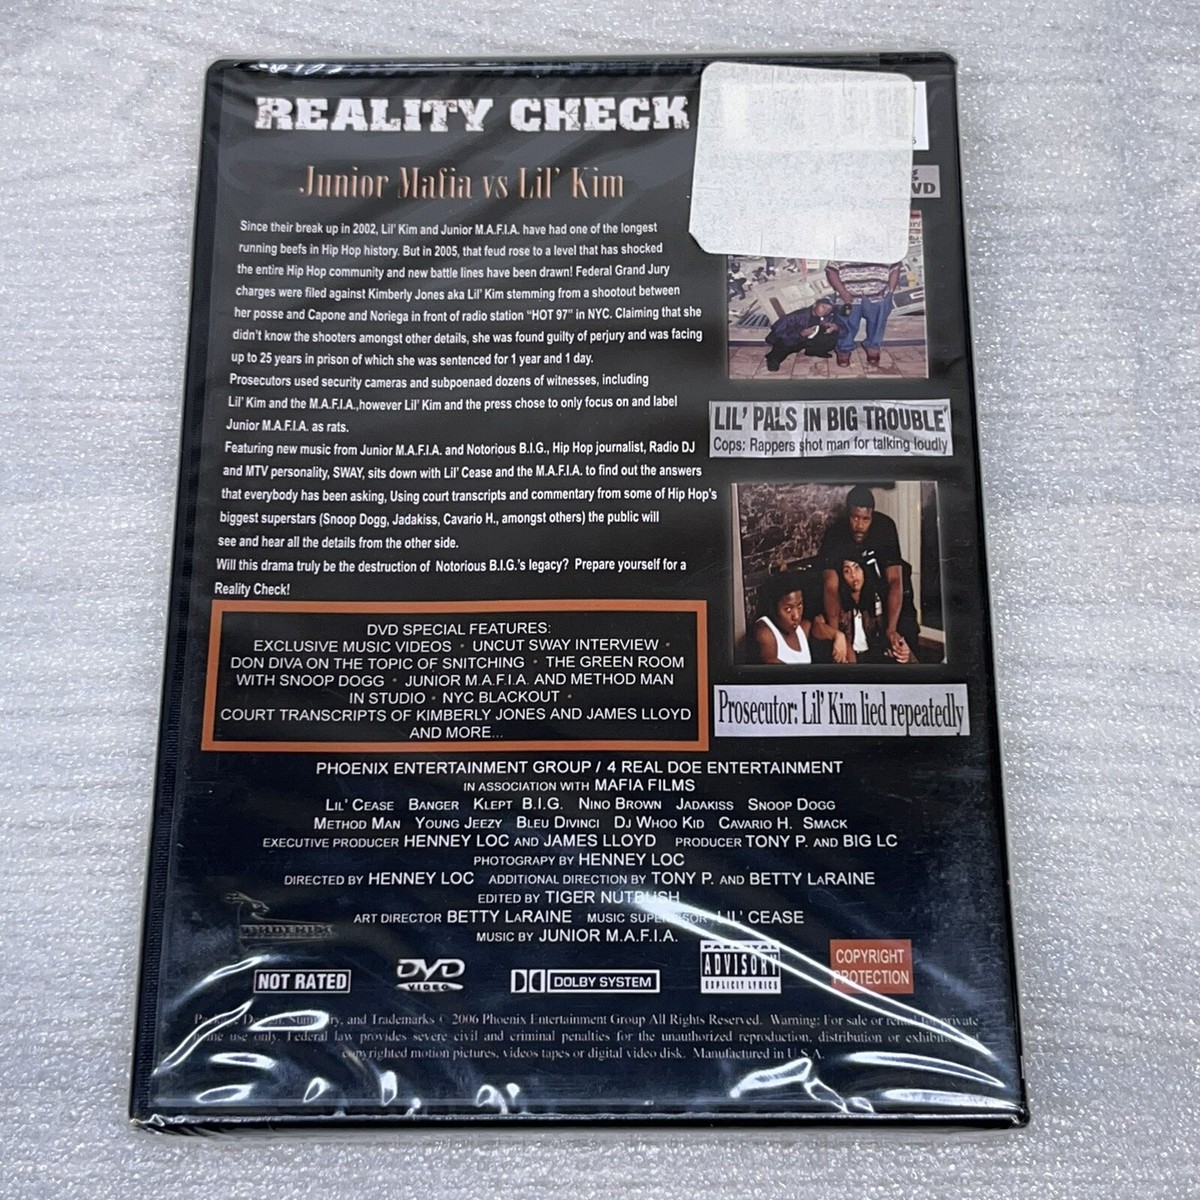 REALITY CHECK
Junior Mafia vs Lil' Kim
Since their break up in 2002, Lil' Kim and Junior M.A.F.I.A. have had one of the longest
running beefs in Hip Hop history. But in 2005, that feud rose to a level that has shocked
the entire Hip Hop community and new battle lines have been drawn! Federal Grand Jury
charges were filed against Kimberly Jones aka Lil' Kim stemming from a shootout between
her posse and Capone and Noriega in front of radio station "HOT 97" in NYC. Claiming that she
didn't know the shooters amongst other details, she was found guilty of perjury and was facing
up to 25 years in prison of which she was sentenced for 1 year and 1 day.
Prosecutors used security cameras and subpoenaed dozens of witnesses, including
Lil' Kim and the M.A.F.I.A.,however Lil' Kim and the press chose to only focus on and label
Junior M.A.F.I.A. as rats.
Featuring new music from Junior M.A.F.I.A. and Notorious B.I.G., Hip Hop journalist, Radio DJ
and MTV personality, SWAY, sits down with Lil' Cease and the M.A.F.I.A. to find out the answers
that everybody has been asking, Using court transcripts and commentary from some of Hip Hop's
biggest superstars (Snoop Dogg, Jadakiss, Cavario H., amongst others) the public will
see and hear all the details from the other side.
Will this drama truly be the destruction of Notorious B.I.G.'s legacy? Prepare yourself for a
Reality Check!
VD
LIL' PALS IN BIG TROUBLE
Cops: Rappers shot man for talking loudly
Prosecutor: Lil' Kim lied repeatedly
DVD SPECIAL FEATURES:
EXCLUSIVE MUSIC VIDEOS • UNCUT SWAY INTERVIEW •
DON DIVA ON THE TOPIC OF SNITCHING • THE GREEN ROOM
WITH SNOOP DOGG • JUNIOR M.A.F.I.A. AND METHOD MAN
IN STUDIO • NYC BLACKOUT •
COURT TRANSCRIPTS OF KIMBERLY JONES AND JAMES LLOYD
AND MORE...
PHOENIX ENTERTAINMENT GROUP / 4 REAL DOE ENTERTAINMENT
IN ASSOCIATION WITH MAFIA FILMS
LIL' CEASE BANGER KLEPT B.I.G. NINO BROWN JADAKISS SNOOP DOGG
METHOD MAN YOUNG JEEZY BLEU DIVINCI DJ WHOO KID CAVARIO H. SMACK
EXECUTIVE PRODUCER HENNEY LOC AND JAMES LLOYD PRODUCER TONY P. AND BIG LC
PHOTOGRAPY BY HENNEY LOC
DIRECTED BY HENNEY LOC ADDITIONAL DIRECTION BY TONY P. AND BETTY LARAINE
EDITED BY TIGER NUTBUSH
ART DIRECTOR BETTY LARAINE MUSIC SUPERVISOR LIL' CEASE
MUSIC BY JUNIOR M.A.F.I.A.
PHOENIX
NOT RATED
DVD
VIDEO
DOLBY SYSTEM
PARENTAL
ADVISORY
EXPLICIT LYRICS
COPYRIGHT
PROTECTION
Package Design, Summary, and Trademarks © 2006 Phoenix Entertainment Group All Rights Reserved. Warning: For sale or rental for private
home use only. Federal law provides severe civil and criminal penalties for the unauthorized reproduction, distribution or exhibition
copyrighted motion pictures, videos tapes or digital video disk. Manufactured in U.S.A.